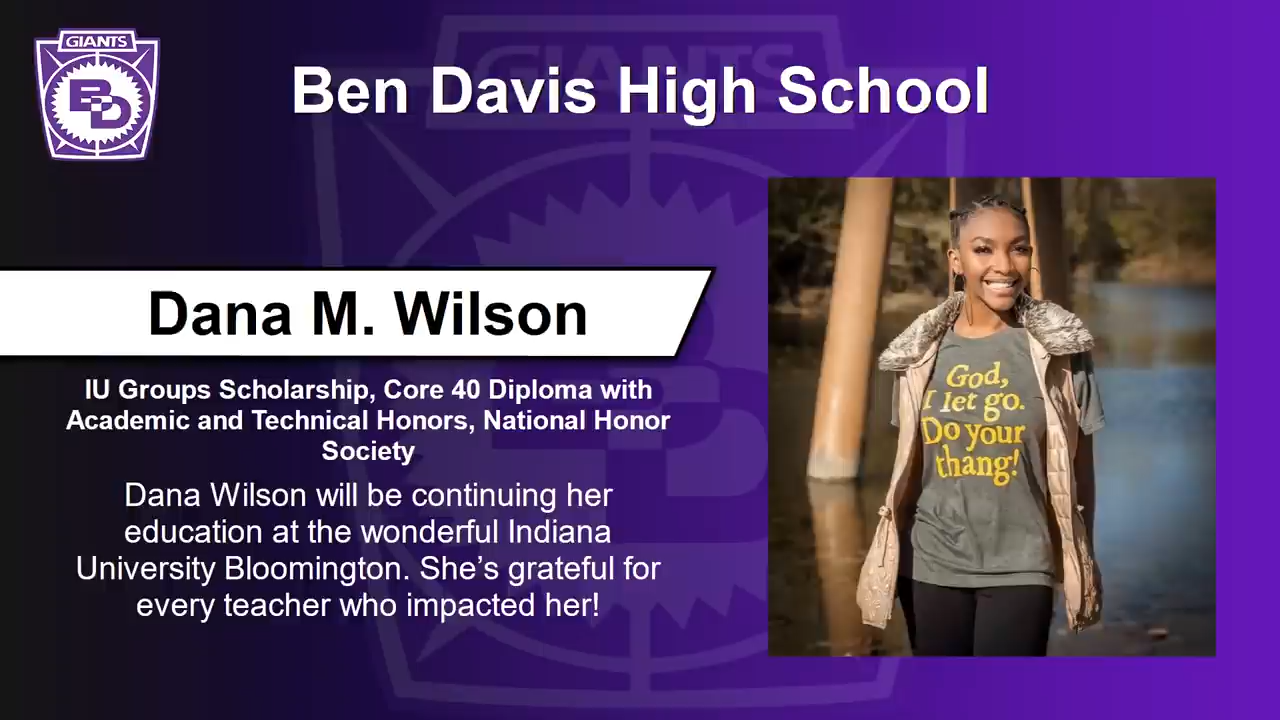 GIANTS
BD
GIANTS
Ben Davis High School
Dana M. Wilson
IU Groups Scholarship, Core 40 Diploma with
Academic and Technical Honors, National Honor
Society
Dana Wilson will be continuing her
education at the wonderful Indiana
University Bloomington. She’s grateful for
every teacher who impacted her!
God,
I let go.
Do your
thang!